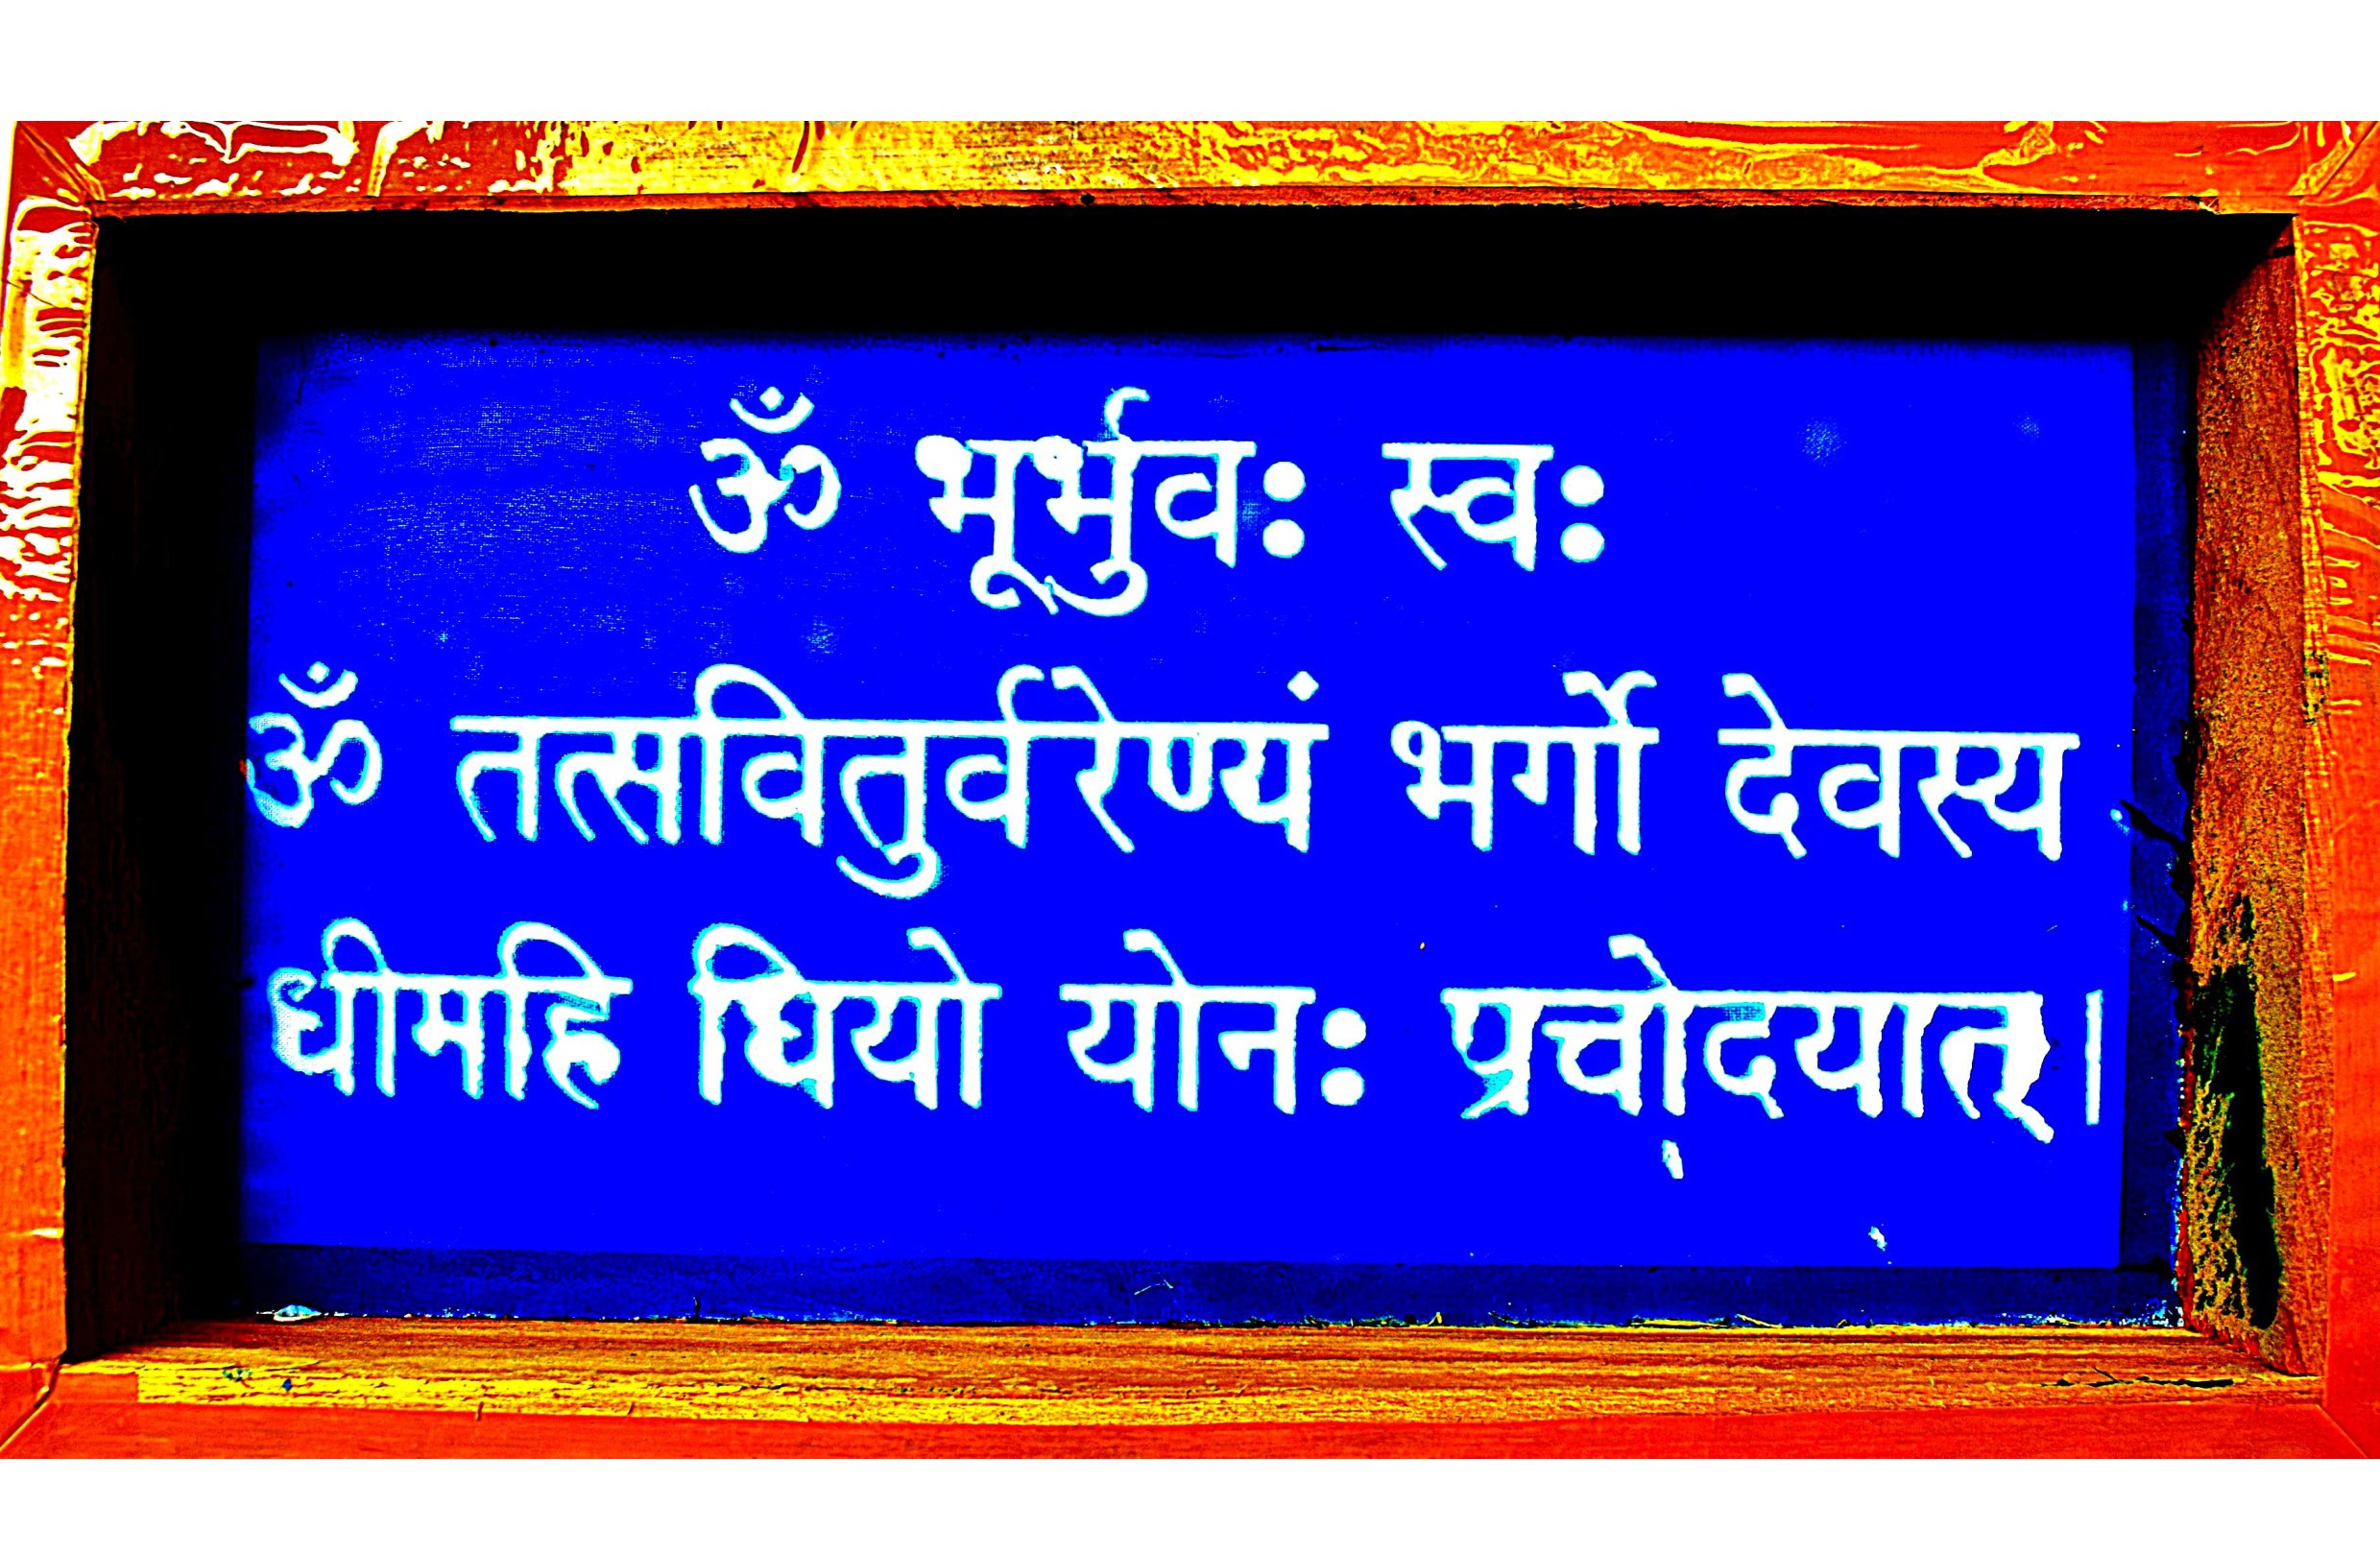 ॐ भूर्भुवः स्वः
ॐ तत्सवितुर्वरेण्यं भर्गो देवस्य
धीमहि धियो योनः प्रचोदयात्।